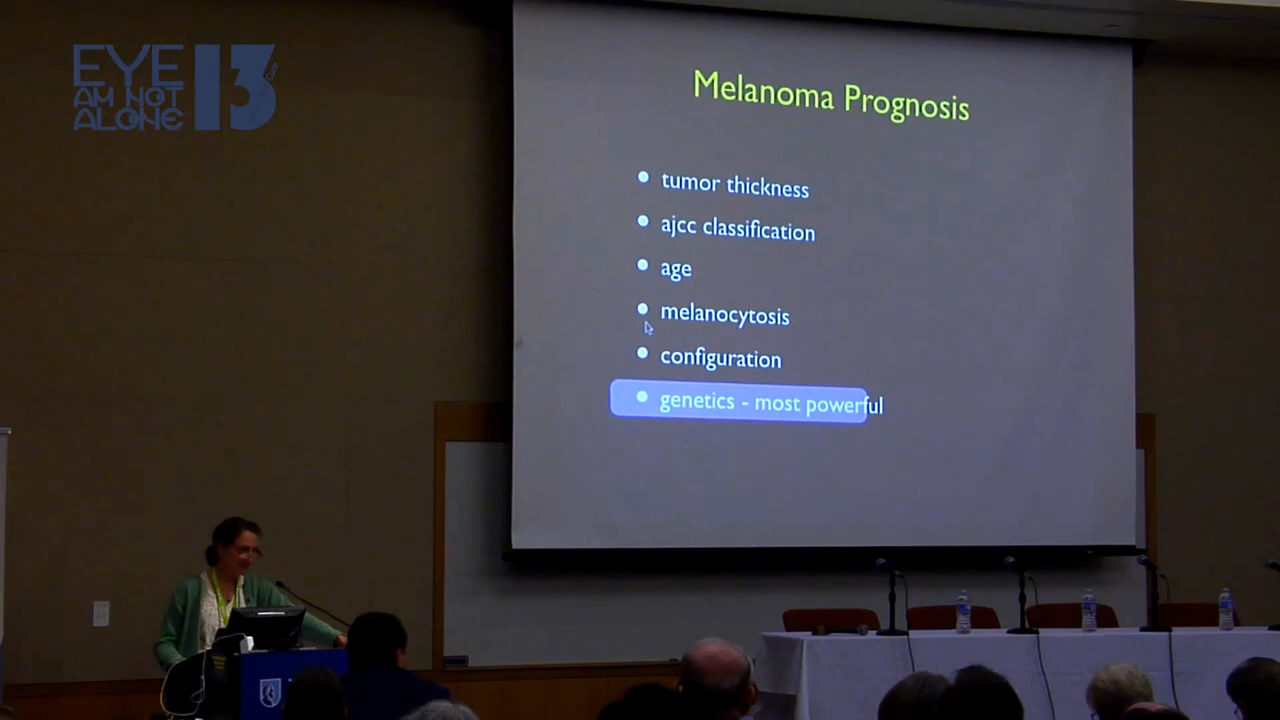 EYE
AM NOT
ALONE
13
Melanoma Prognosis
tumor thickness
ajcc classification
age
melanocytosis
configuration
genetics - most powerful